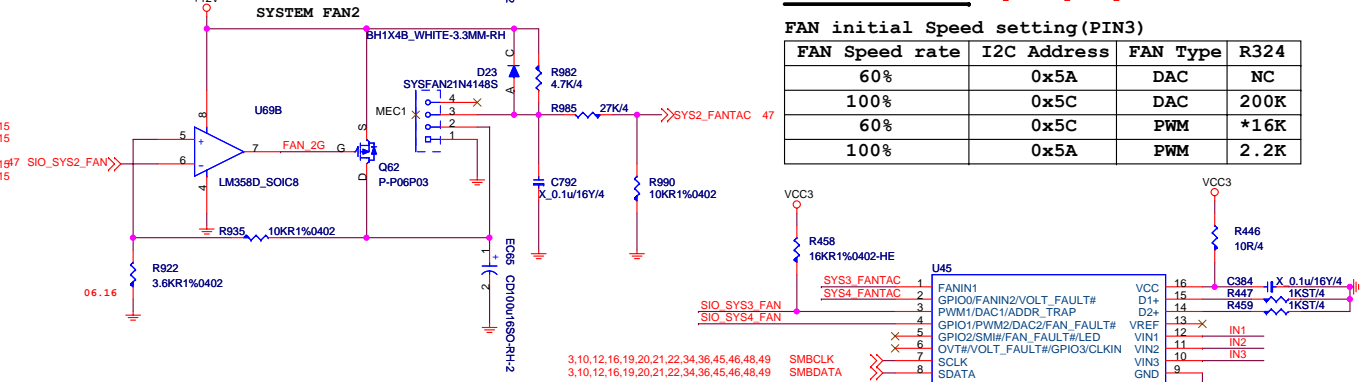 +12V
SYSTEM FAN2
BH1X4B_WHITE-3.3MM-RH
D23
SYSFAN21N4148S
C
A
R982
4.7K/4
MEC1
4
3
2
1
R985
27K/4
SYS2_FANTAC 47
U69B
8
5
6
7
4
+
-
FAN_2G
G
S
D
LM358D_SOIC8
Q62
P-P06P03
15
15
15
15
47 SIO_SYS2_FAN
C792
X_0.1u/16Y/4
R990
10KR1%0402
R935
10KR1%0402
R922
3.6KR1%0402
06.16
1
+
2
EC65 CD100u16SO-RH-2
FAN initial Speed setting(PIN3)
FAN Speed rate I2C Address FAN Type R324
60% 0x5A DAC NC
100% 0x5C DAC 200K
60% 0x5C PWM *16K
100% 0x5A PWM 2.2K
VCC3
VCC3
R458
16KR1%0402-HE
R446
10R/4
U45
C384
X_0.1u/16Y/4
R447
1KST/4
R459
1KST/4
SYS3_FANTAC 1 FANIN1
SYS4_FANTAC 2 GPIO0/FANIN2/VOLT_FAULT#
SIO_SYS3_FAN 3 PWM1/DAC1/ADDR_TRAP
SIO_SYS4_FAN 4 GPIO1/PWM2/DAC2/FAN_FAULT#
5 GPIO2/SMI#/FAN_FAULT#/LED
6 OVT#/VOLT_FAULT#/GPIO3/CLKIN
3,10,12,16,19,20,21,22,34,36,45,46,48,49 SMBCLK 7 SCLK
3,10,12,16,19,20,21,22,34,36,45,46,48,49 SMBDATA 8 SDATA
VCC 16
D1+ 15
D2+ 14
VREF 13
VIN1 12 IN1
VIN2 11 IN2
VIN3 10 IN3
GND 9